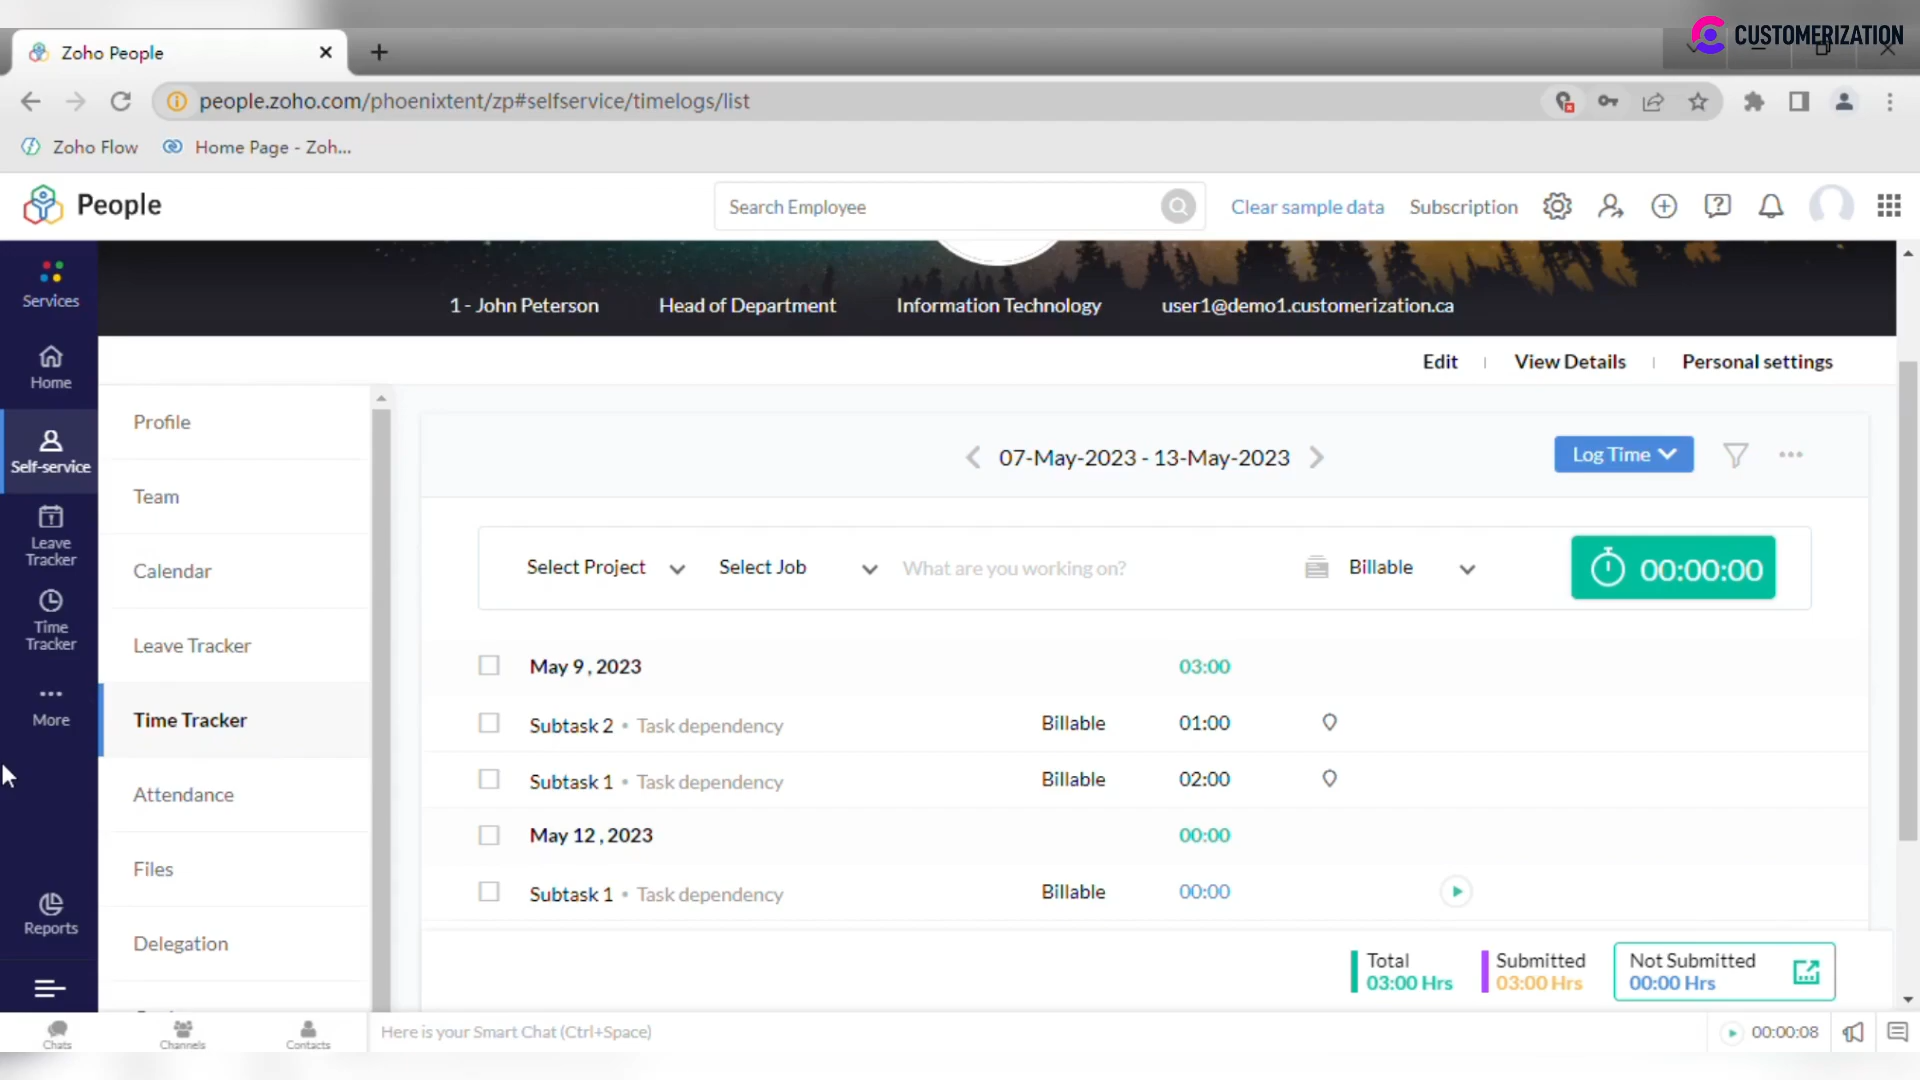 CUSTOMERIZATION
Zoho People
people.zoho.com/phoenixtent/zp#selfservice/timelogs/list
Zoho Flow
Home Page - Zoh...
People
Search Employee
Clear sample data
Subscription
Services
Home
Self-service
Leave
Tracker
Time
Tracker
More
Reports
1 - John Peterson
Head of Department
Information Technology
user1@demo1.customerization.ca
Edit
View Details
Personal settings
Profile
Team
Calendar
Leave Tracker
Time Tracker
Attendance
Files
Delegation
07-May-2023 - 13-May-2023
Log Time
Select Project
Select Job
What are you working on?
Billable
00:00:00
May 9 , 2023 03:00
Subtask 2 • Task dependency Billable 01:00
Subtask 1 • Task dependency Billable 02:00
May 12 , 2023 00:00
Subtask 1 • Task dependency Billable 00:00
Total
03:00 Hrs
Submitted
03:00 Hrs
Not Submitted
00:00 Hrs
Chats
Channels
Contacts
Here is your Smart Chat (Ctrl+Space)
00:00:08